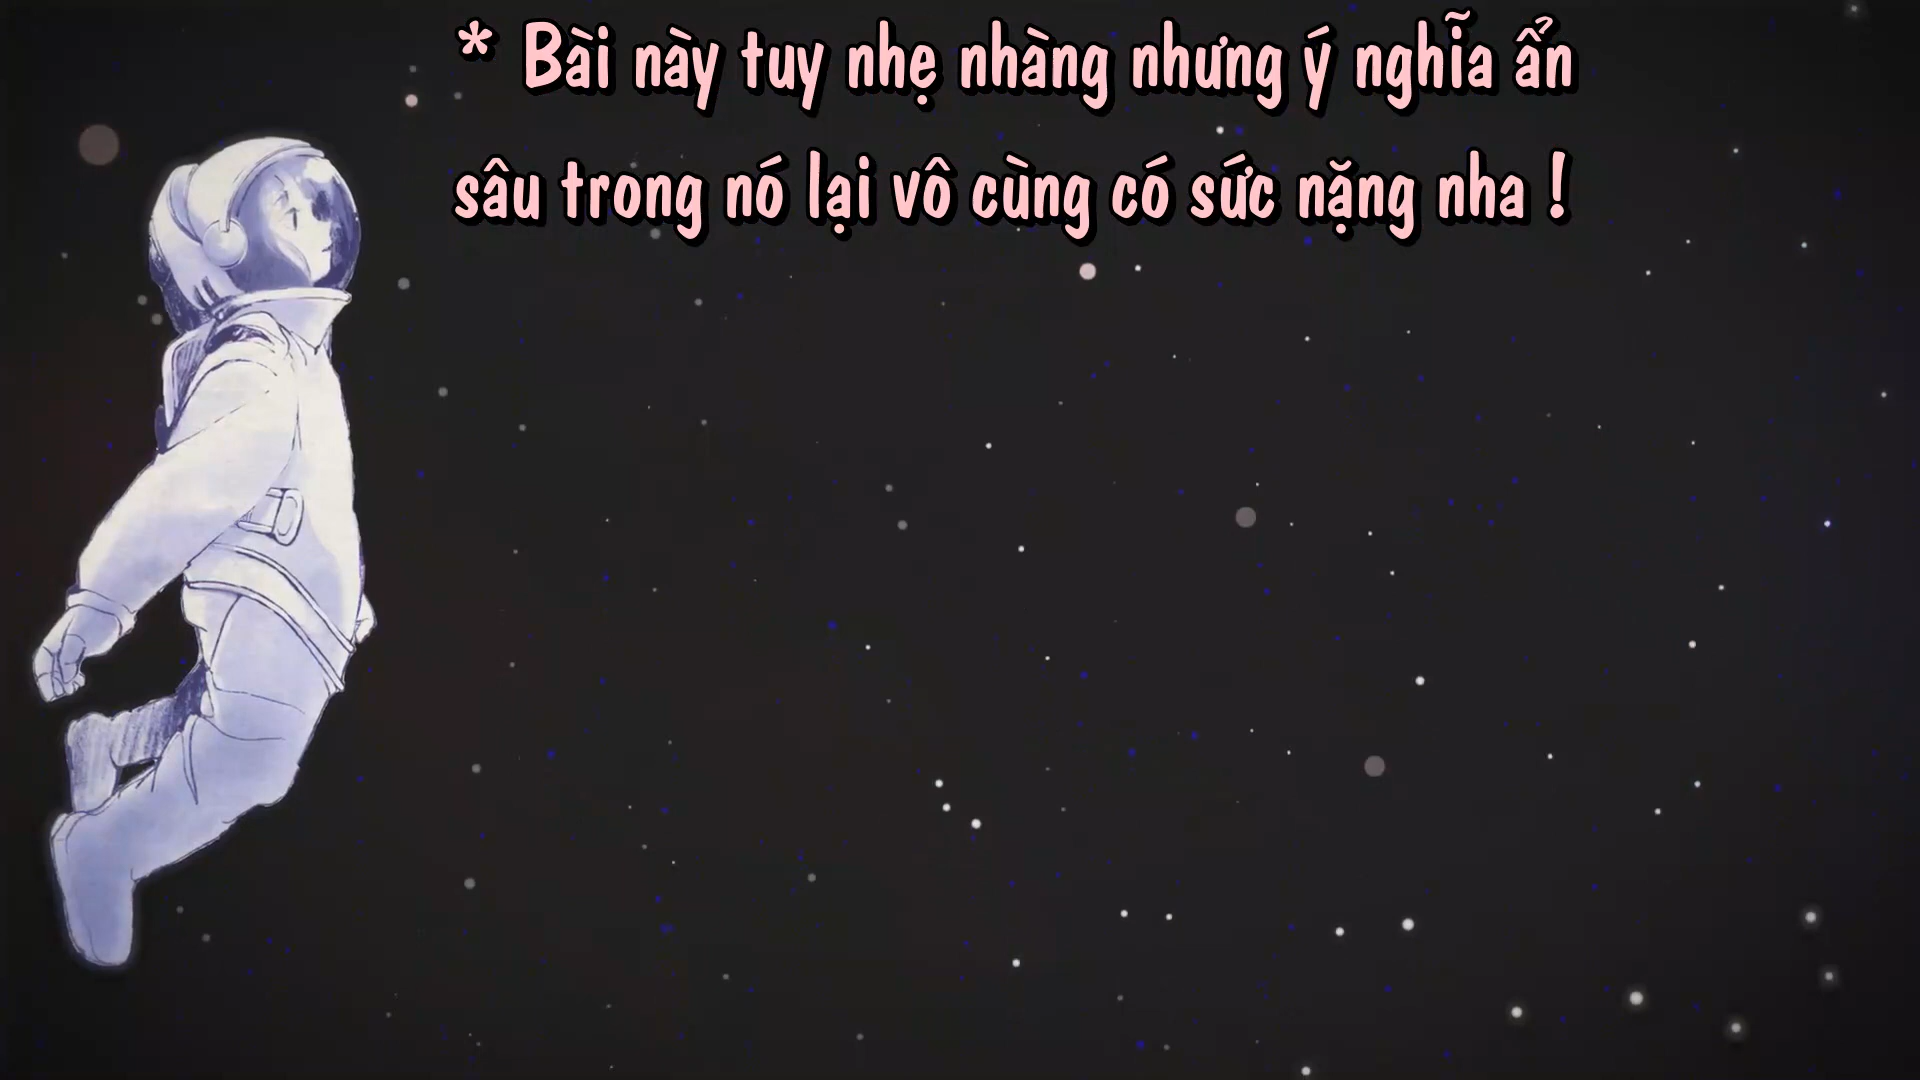 * Bài này tuy nhẹ nhàng nhưng ý nghĩa ẩn
sâu trong nó lại vô cùng có sức nặng nha !